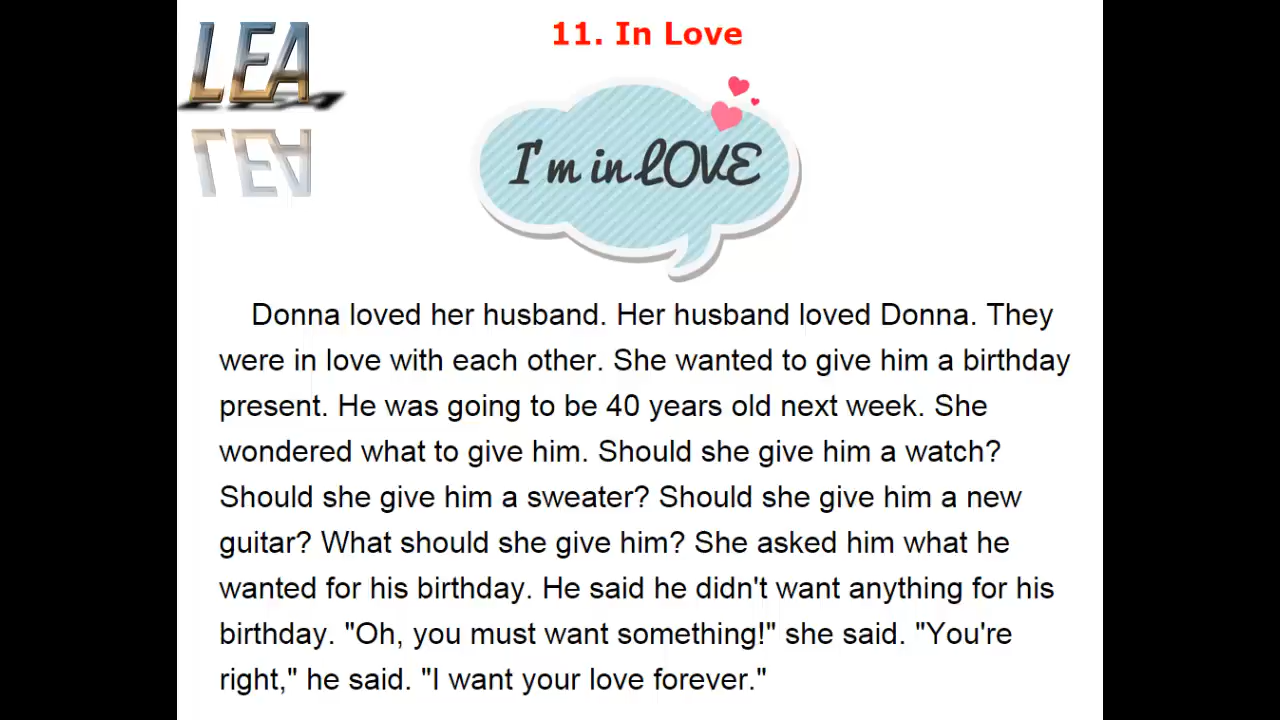 LEA
11. In Love
I'm in LOVE
Donna loved her husband. Her husband loved Donna. They
were in love with each other. She wanted to give him a birthday
present. He was going to be 40 years old next week. She
wondered what to give him. Should she give him a watch?
Should she give him a sweater? Should she give him a new
guitar? What should she give him? She asked him what he
wanted for his birthday. He said he didn't want anything for his
birthday. "Oh, you must want something!" she said. "You're
right," he said. "I want your love forever."